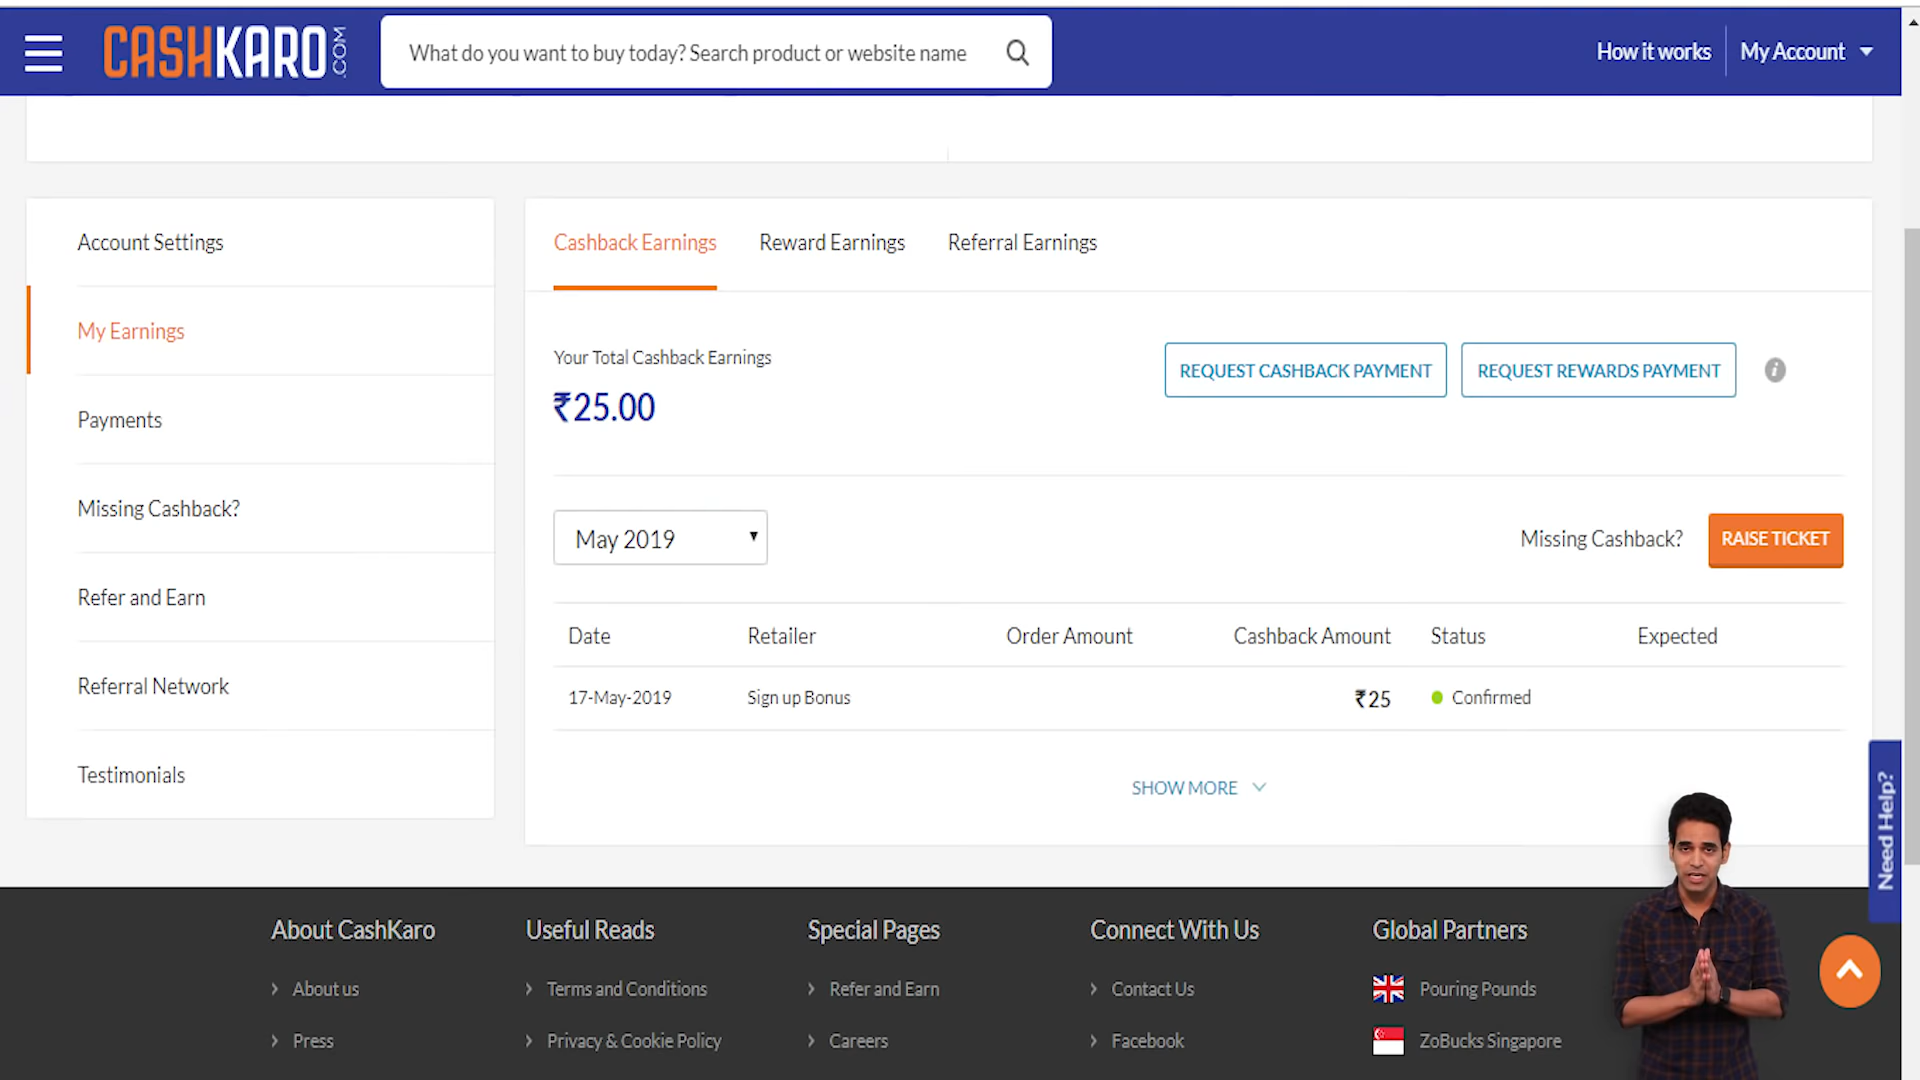 CASHKARO.COM
What do you want to buy today? Search product or website name
How it works
My Account
Account Settings
My Earnings
Payments
Missing Cashback?
Refer and Earn
Referral Network
Testimonials
Cashback Earnings Reward Earnings Referral Earnings
Your Total Cashback Earnings
₹25.00
REQUEST CASHBACK PAYMENT
REQUEST REWARDS PAYMENT
i
May 2019
Missing Cashback?
RAISE TICKET
Date Retailer Order Amount Cashback Amount Status Expected
17-May-2019 Sign up Bonus ₹25 Confirmed
SHOW MORE
Need Help?
About CashKaro
About us
Press
Useful Reads
Terms and Conditions
Privacy & Cookie Policy
Special Pages
Refer and Earn
Careers
Connect With Us
Contact Us
Facebook
Global Partners
Pouring Pounds
ZoBucks Singapore